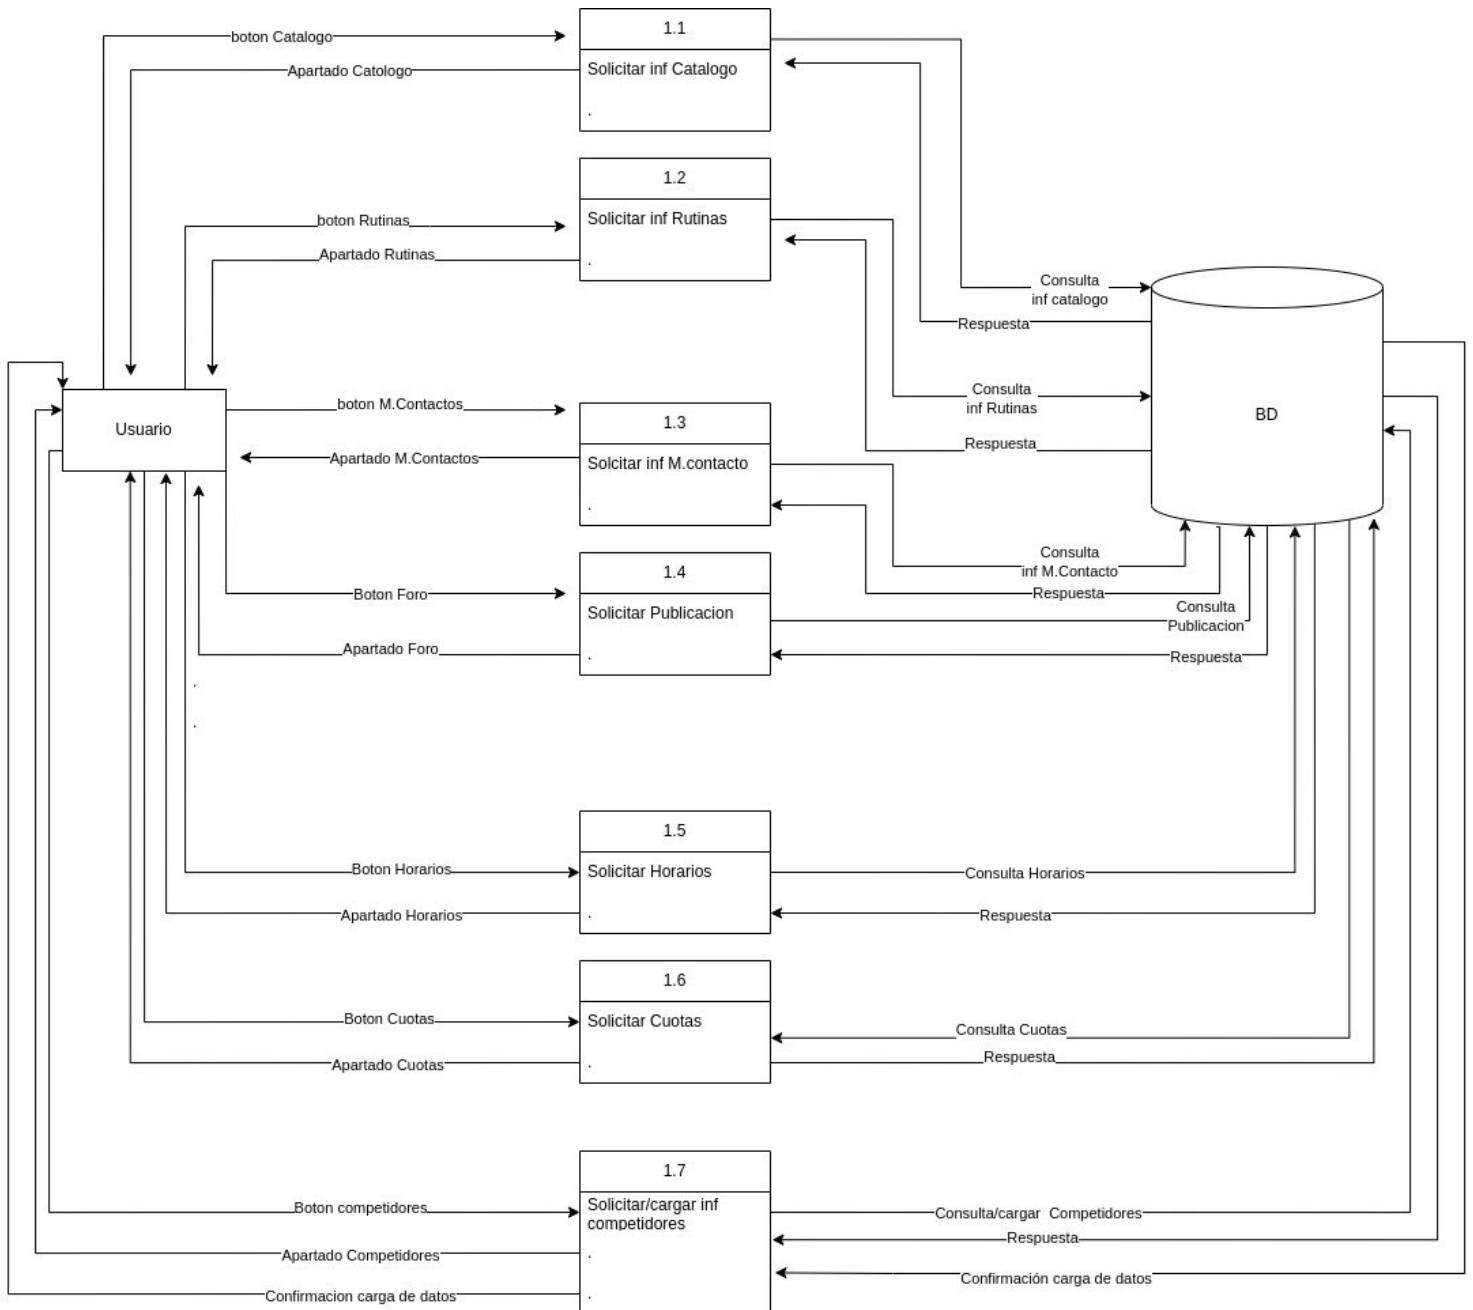 1.1
boton Catalogo
Solicitar inf Catalogo
Apartado Catologo
.
1.2
boton Rutinas
Solicitar inf Rutinas
Apartado Rutinas
.
Consulta
inf catalogo
Respuesta
Consulta
inf Rutinas
Respuesta
BD
Usuario
boton M.Contactos
1.3
Apartado M.Contactos
Solcitar inf M.contacto
.
Consulta
inf M.Contacto
Respuesta
1.4
Boton Foro
Solicitar Publicacion
Consulta
Publicacion
Apartado Foro
.
Respuesta
.
.
1.5
Boton Horarios
Solicitar Horarios
Consulta Horarios
Apartado Horarios
.
Respuesta
1.6
Boton Cuotas
Solicitar Cuotas
Consulta Cuotas
Apartado Cuotas
.
Respuesta
1.7
Boton competidores
Solicitar/cargar inf
competidores
Consulta/cargar  Competidores
Respuesta
Apartado Competidores
.
Confirmación carga de datos
Confirmacion carga de datos
.